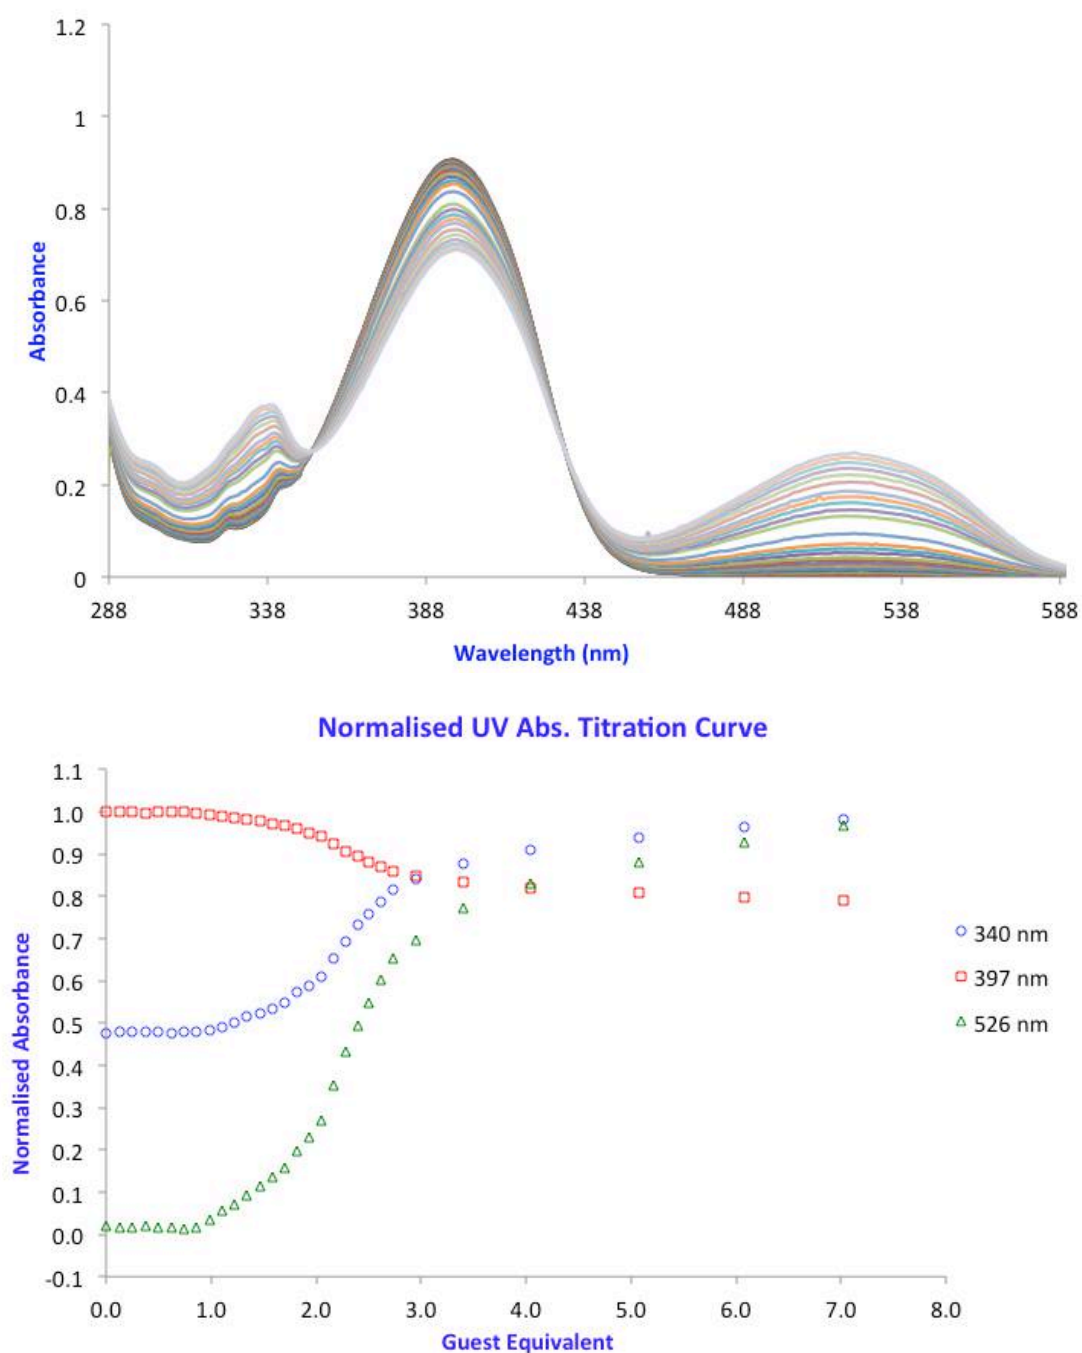 1.2
1
0.8
0.6
0.4
0.2
0
Absorbance
288 338 388 438 488 538 588
Wavelength (nm)
Normalised UV Abs. Titration Curve
1.1
1.0
0.9
0.8
0.7
0.6
0.5
0.4
0.3
0.2
0.1
0.0
-0.1
Normalised Absorbance
0.0 1.0 2.0 3.0 4.0 5.0 6.0 7.0 8.0
Guest Equivalent
340 nm
397 nm
526 nm